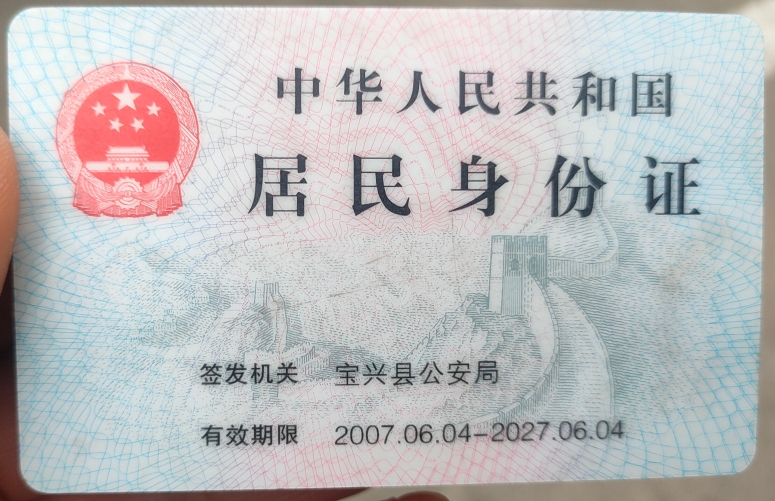 中华人民共和国
居民身份证
签发机关 宝兴县公安局
有效期限 2007.06.04-2027.06.04